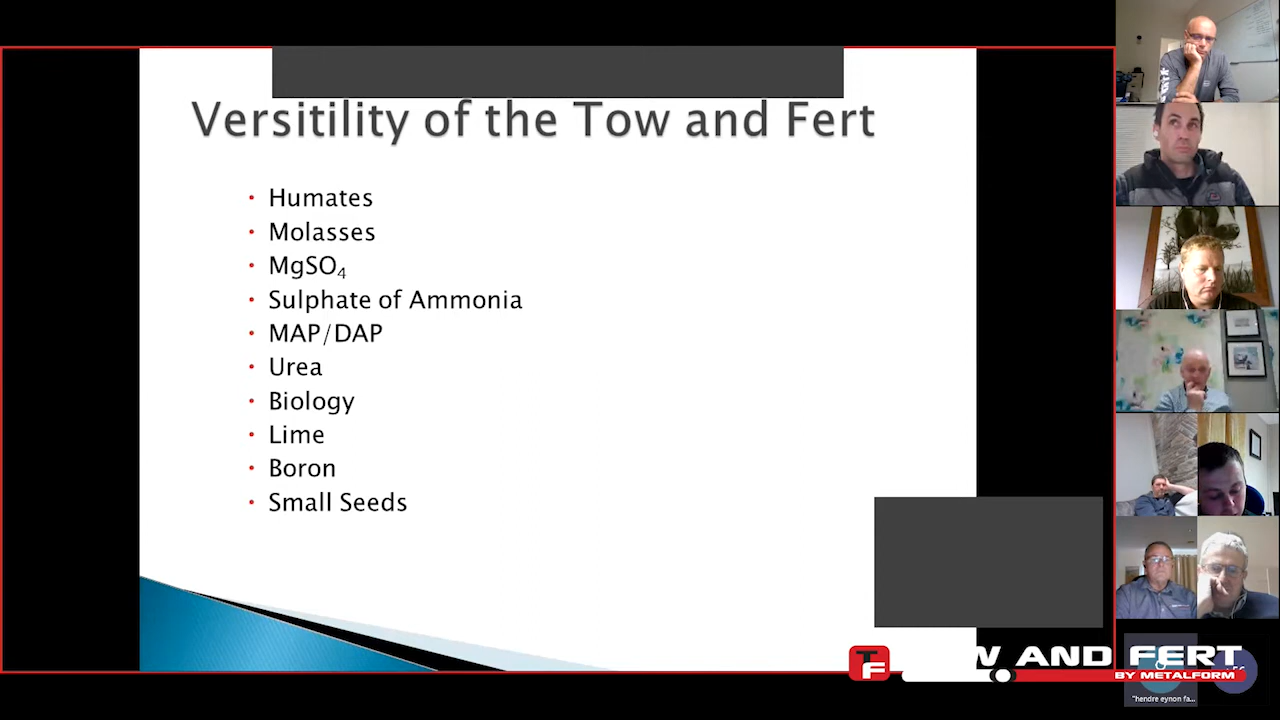 Versitility of the Tow and Fert
• Humates
• Molasses
• MgSO₄
• Sulphate of Ammonia
• MAP/DAP
• Urea
• Biology
• Lime
• Boron
• Small Seeds
TF
AND FERT
BY METALFORM
"hendre eynon fa...